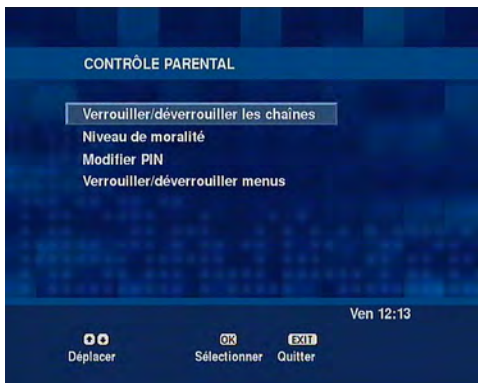 CONTRÔLE PARENTAL
Verrouiller/déverrouiller les chaînes
Niveau de moralité
Modifier PIN
Verrouiller/déverrouiller menus
Ven 12:13
OK EXIT
Déplacer Sélectionner Quitter